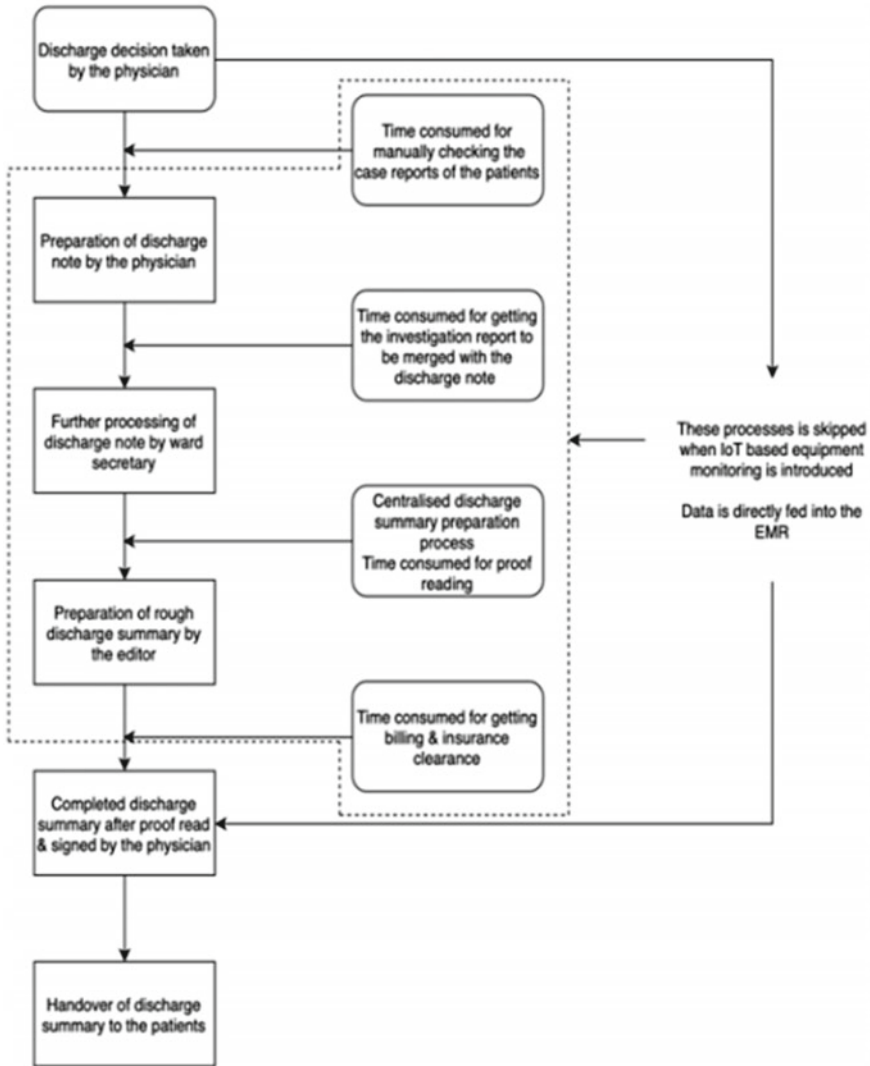 Discharge decision taken
by the physician
Time consumed for
manually checking the
case reports of the patients
Preparation of discharge
note by the physician
Time consumed for getting
the investigation report to
be merged with the
discharge note
Further processing of
discharge note by ward
secretary
These processes is skipped
when IoT based equipment
monitoring is introduced
Data is directly fed into the
EMR
Centralised discharge
summary preparation
process
Time consumed for proof
reading
Preparation of rough
discharge summary by
the editor
Time consumed for getting
billing & insurance
clearance
Completed discharge
summary after proof read
& signed by the physician
Handover of discharge
summary to the patients